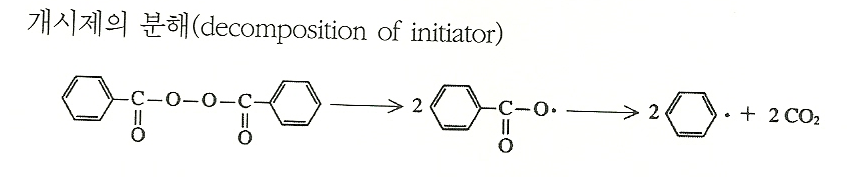 개시제의 분해(decomposition of initiator)
C-O-O-C → 2 C-O· → 2 · + 2 CO₂
O O O